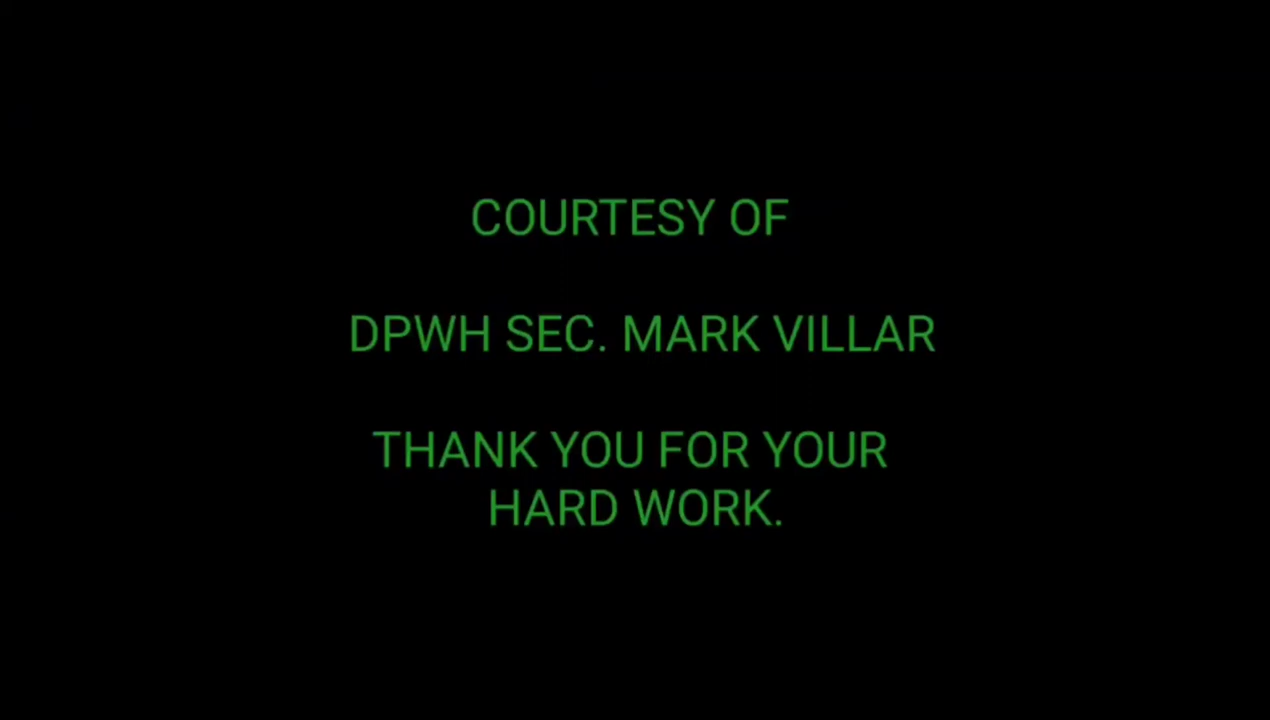 COURTESY OF
DPWH SEC. MARK VILLAR
THANK YOU FOR YOUR
HARD WORK.